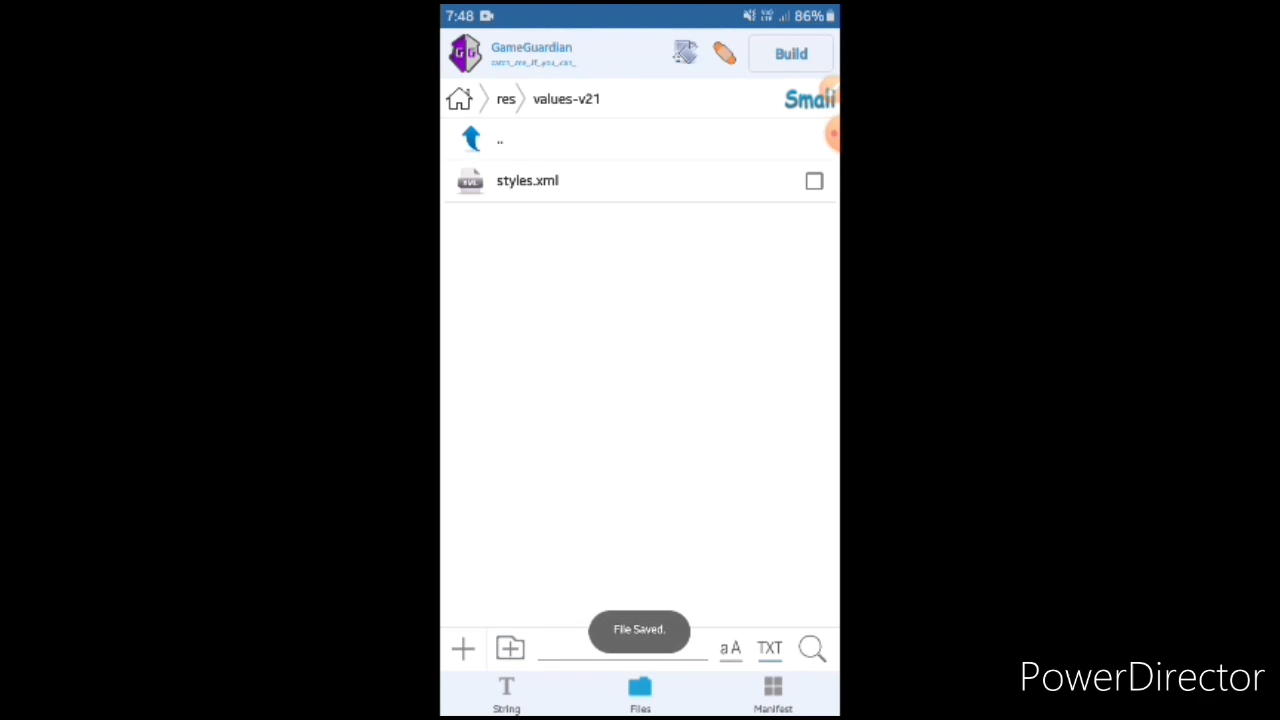 7:48 86%
GameGuardian
Build
res values-v21
Smali
..
styles.xml
File Saved.
aA TXT
String Files Manifest
PowerDirector